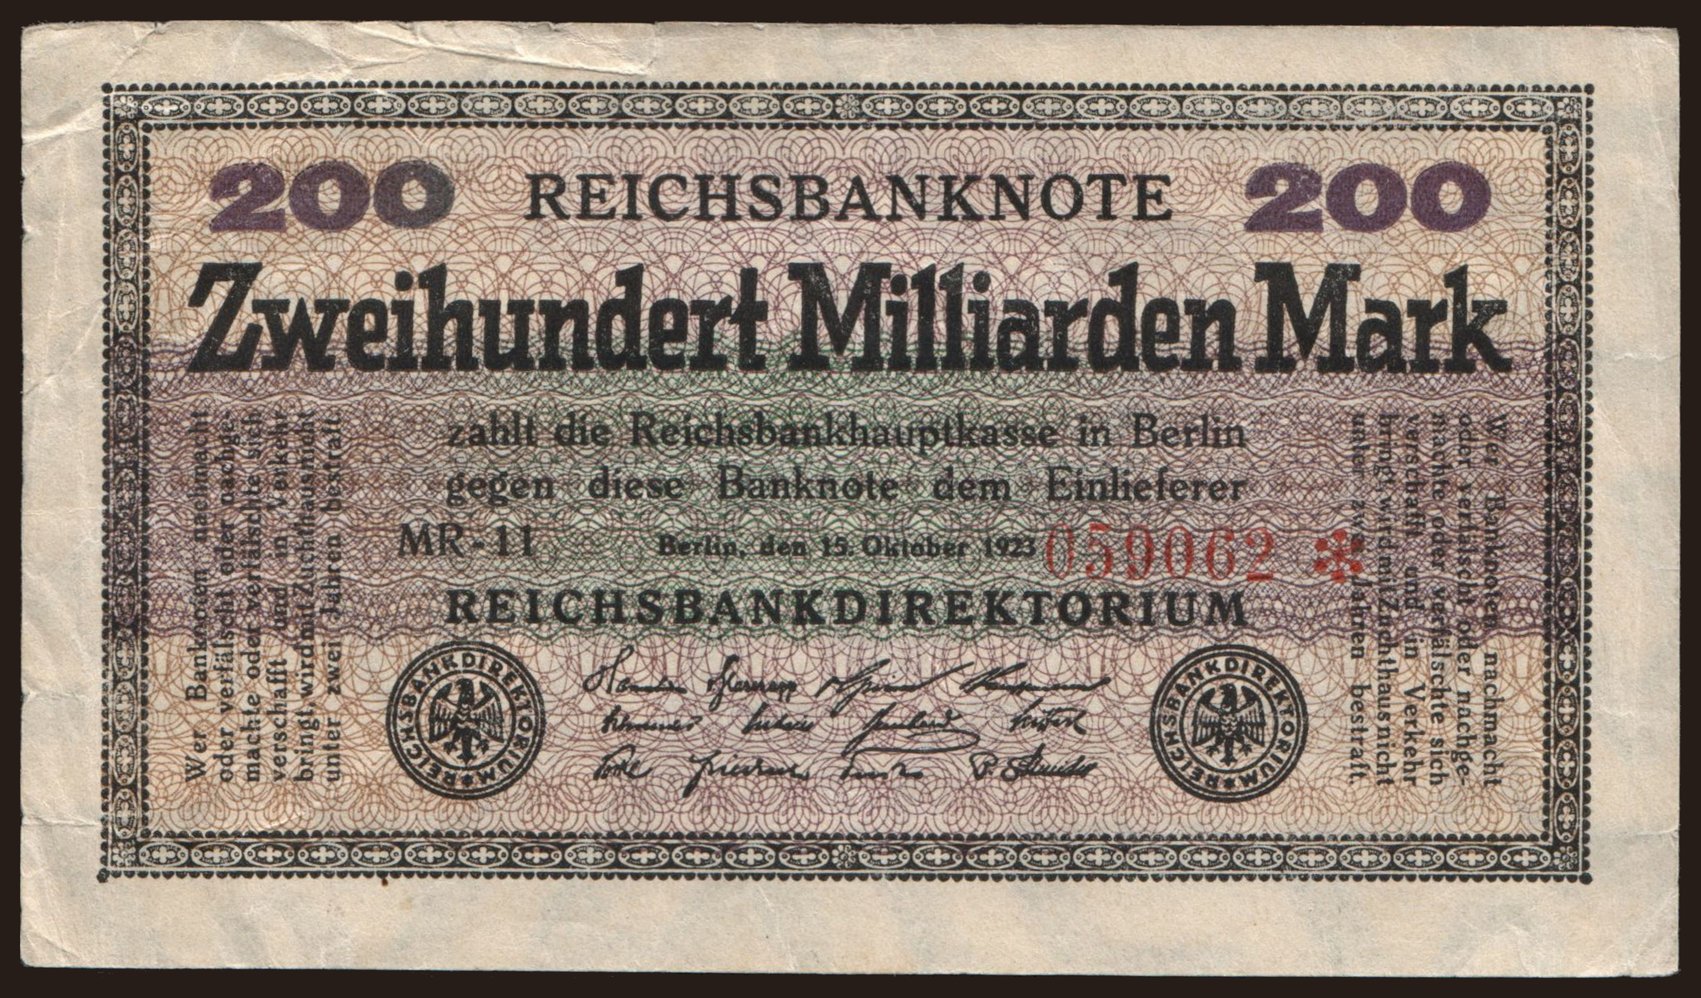 200 REICHSBANKNOTE 200
Zweihundert Milliarden Mark
zahlt die Reichsbankhauptkasse in Berlin
gegen diese Banknote dem Einlieferer
MR-11 Berlin, den 15. Oktober 1923 059062 *
REICHSBANKDIREKTORIUM
Wer Banknoten nachmacht
oder verfälscht oder nachge-
machte oder verfälschte sich
verschafft und in Verkehr
bringt, wird mit Zuchthaus nicht
unter zwei Jahren bestraft
Wer Banknoten nachmacht
oder verfälscht oder nachge-
machte oder verfälschte sich
verschafft und in Verkehr
bringt, wird mit Zuchthaus nicht
unter zwei Jahren bestraft.
REICHSBANKDIREKTORIUM
REICHSBANKDIREKTORIUM